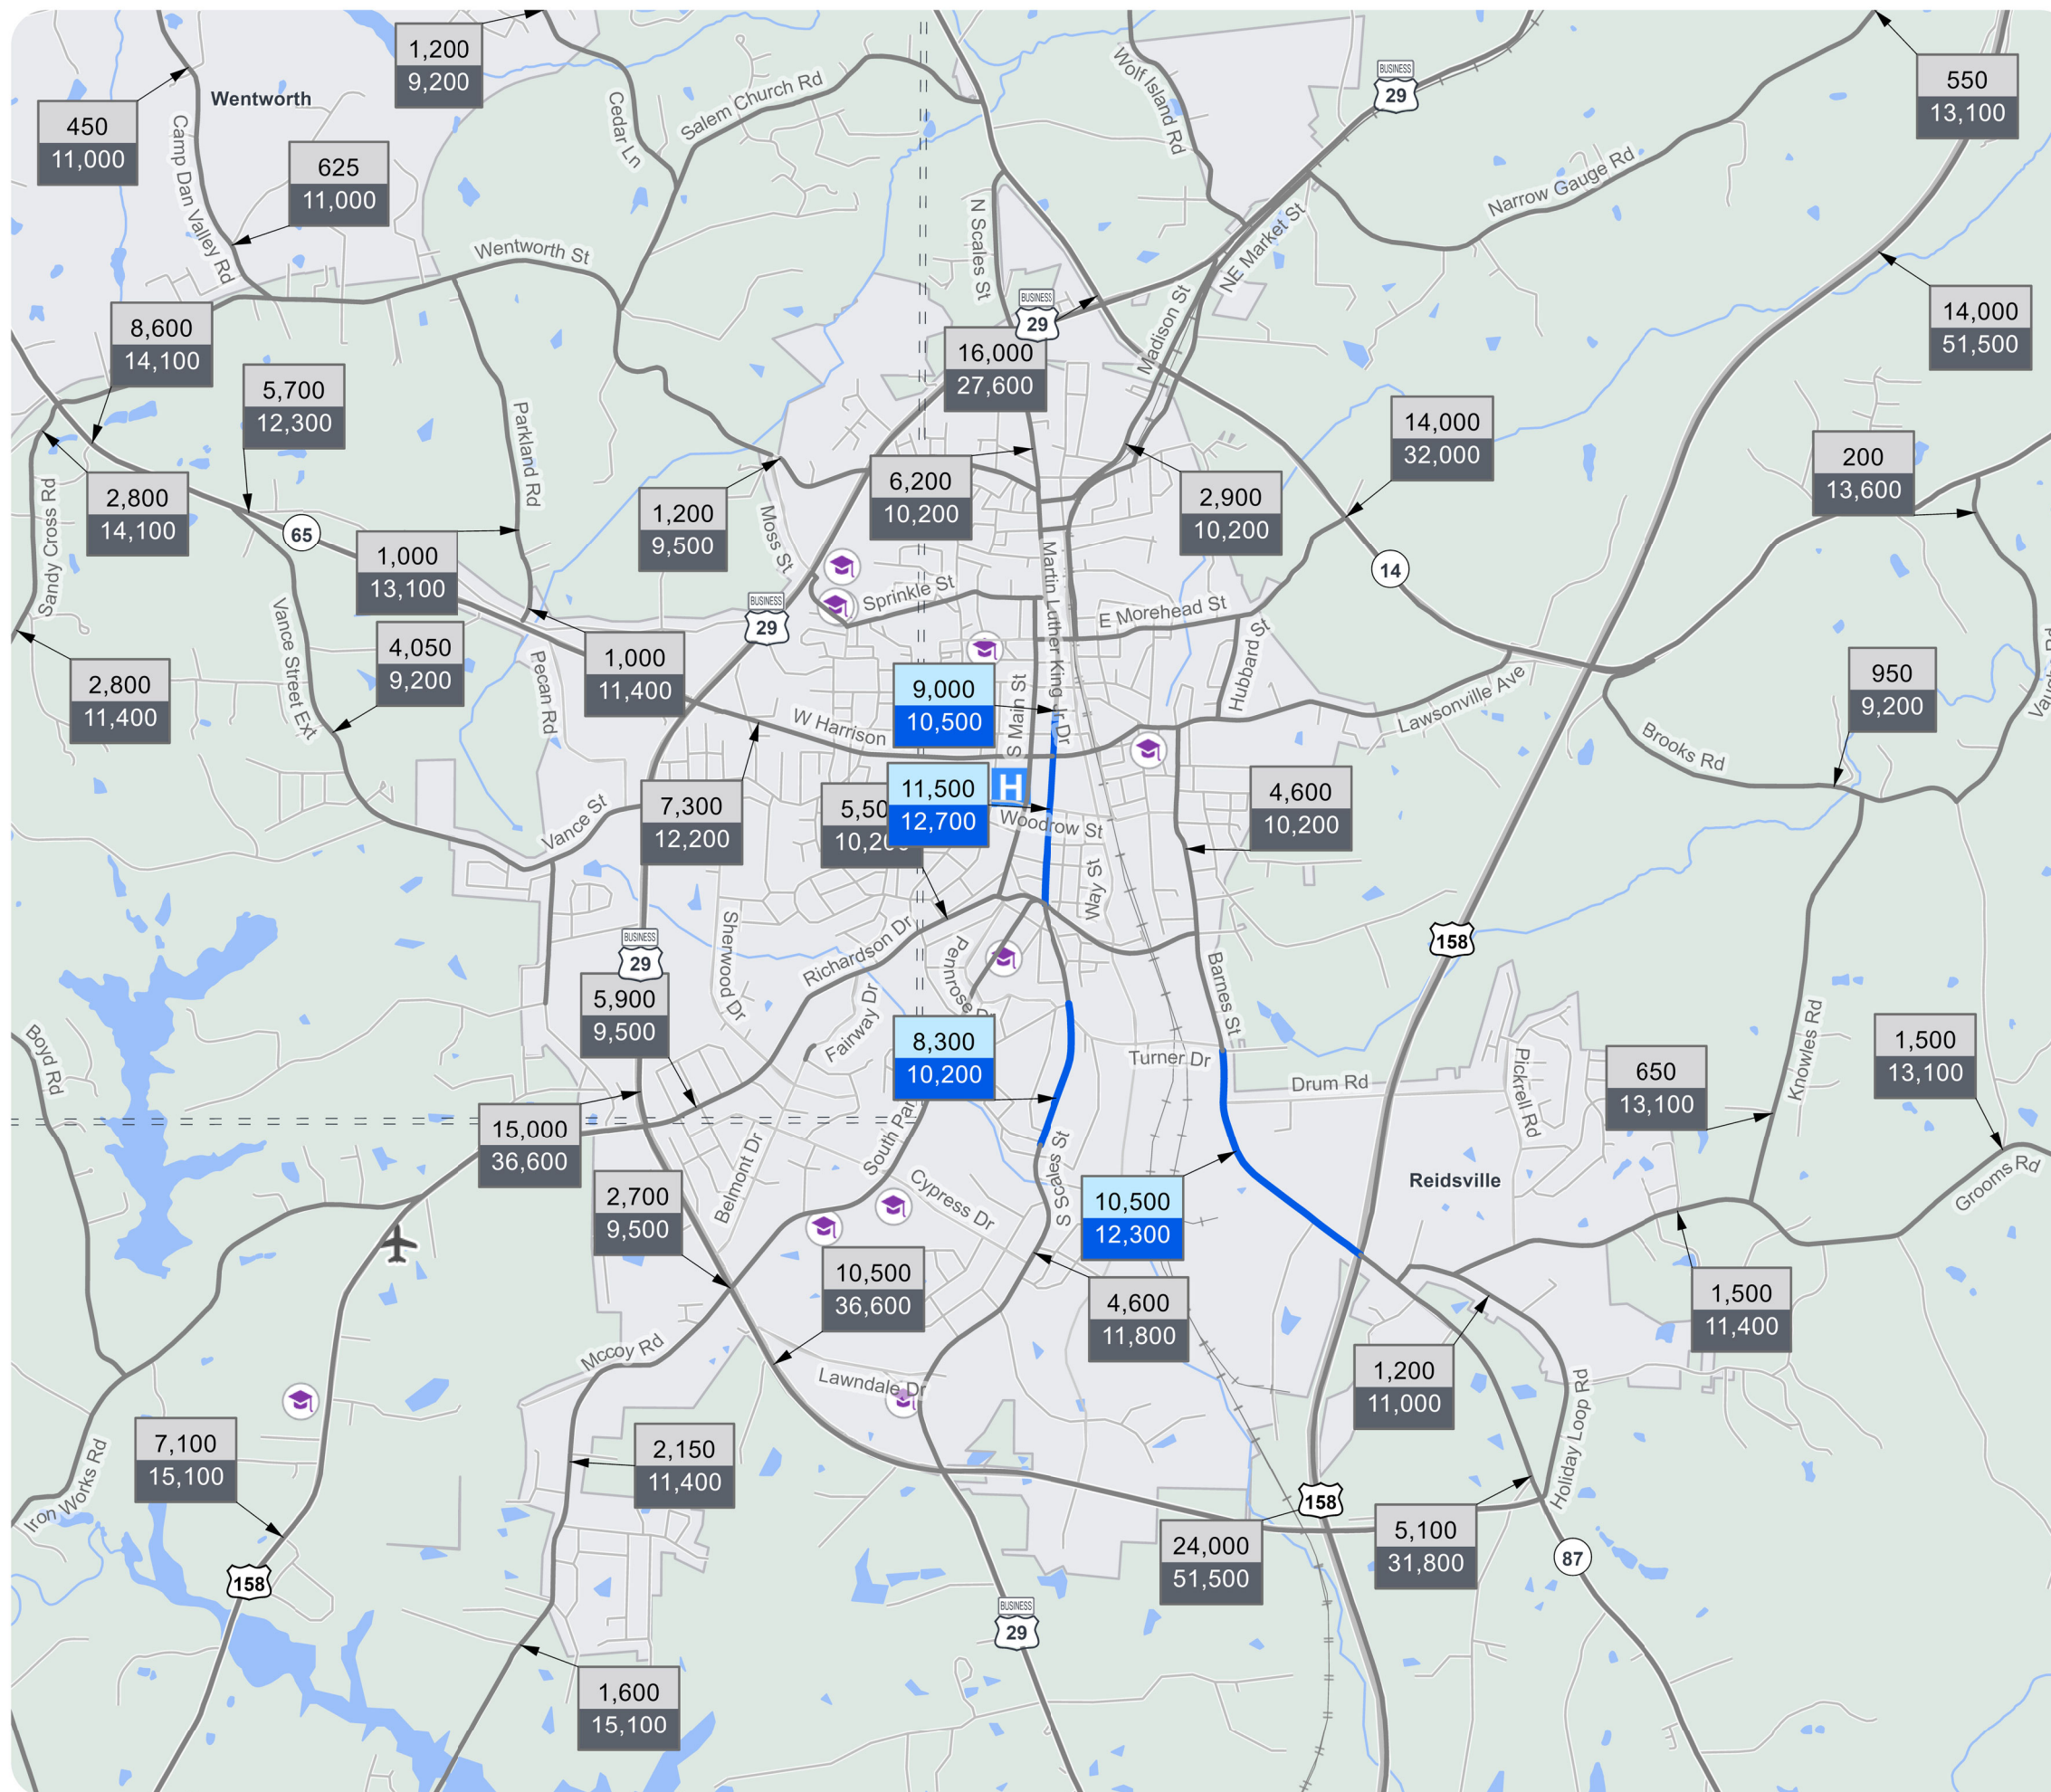 1,200
9,200
Wentworth
450
11,000
625
11,000
Camp Dan Valley Rd
Cedar Ln
Salem Church Rd
Wolf Island Rd
BUSINESS
29
550
13,100
Narrow Gauge Rd
N Scales St
NE Market St
Wentworth St
8,600
14,100
BUSINESS
29
16,000
27,600
Madison St
14,000
51,500
5,700
12,300
Parkland Rd
14,000
32,000
200
13,600
2,800
14,100
Sandy Cross Rd
65
1,000
13,100
1,200
9,500
6,200
10,200
2,900
10,200
Moss St
Martin Luther King Jr Dr
14
BUSINESS
29
Sprinkle St
E Morehead St
Vance Street Ext
4,050
9,200
2,800
11,400
Pecan Rd
1,000
11,400
9,000
10,500
S Main St
Hubbard St
Lawsonville Ave
950
9,200
Brooks Rd
W Harrison
7,300
12,200
Vance St
11,500
12,700
H
Woodrow St
4,600
10,200
Way St
BUSINESS
29
158
Sherwood Dr
Richardson Dr
Pennrose Dr
Barnes St
5,900
9,500
Fairway Dr
8,300
10,200
Turner Dr
Drum Rd
Pickrell Rd
Boyd Rd
650
13,100
Knowles Rd
1,500
13,100
15,000
36,600
Belmont Dr
Cypress Dr
S Scales St
10,500
12,300
Reidsville
Grooms Rd
2,700
9,500
10,500
36,600
4,600
11,800
1,500
11,400
1,200
11,000
Mccoy Rd
Lawndale Dr
Holiday Loop Rd
7,100
15,100
Iron Works Rd
2,150
11,400
158
24,000
51,500
5,100
31,800
87
158
BUSINESS
29
1,600
15,100